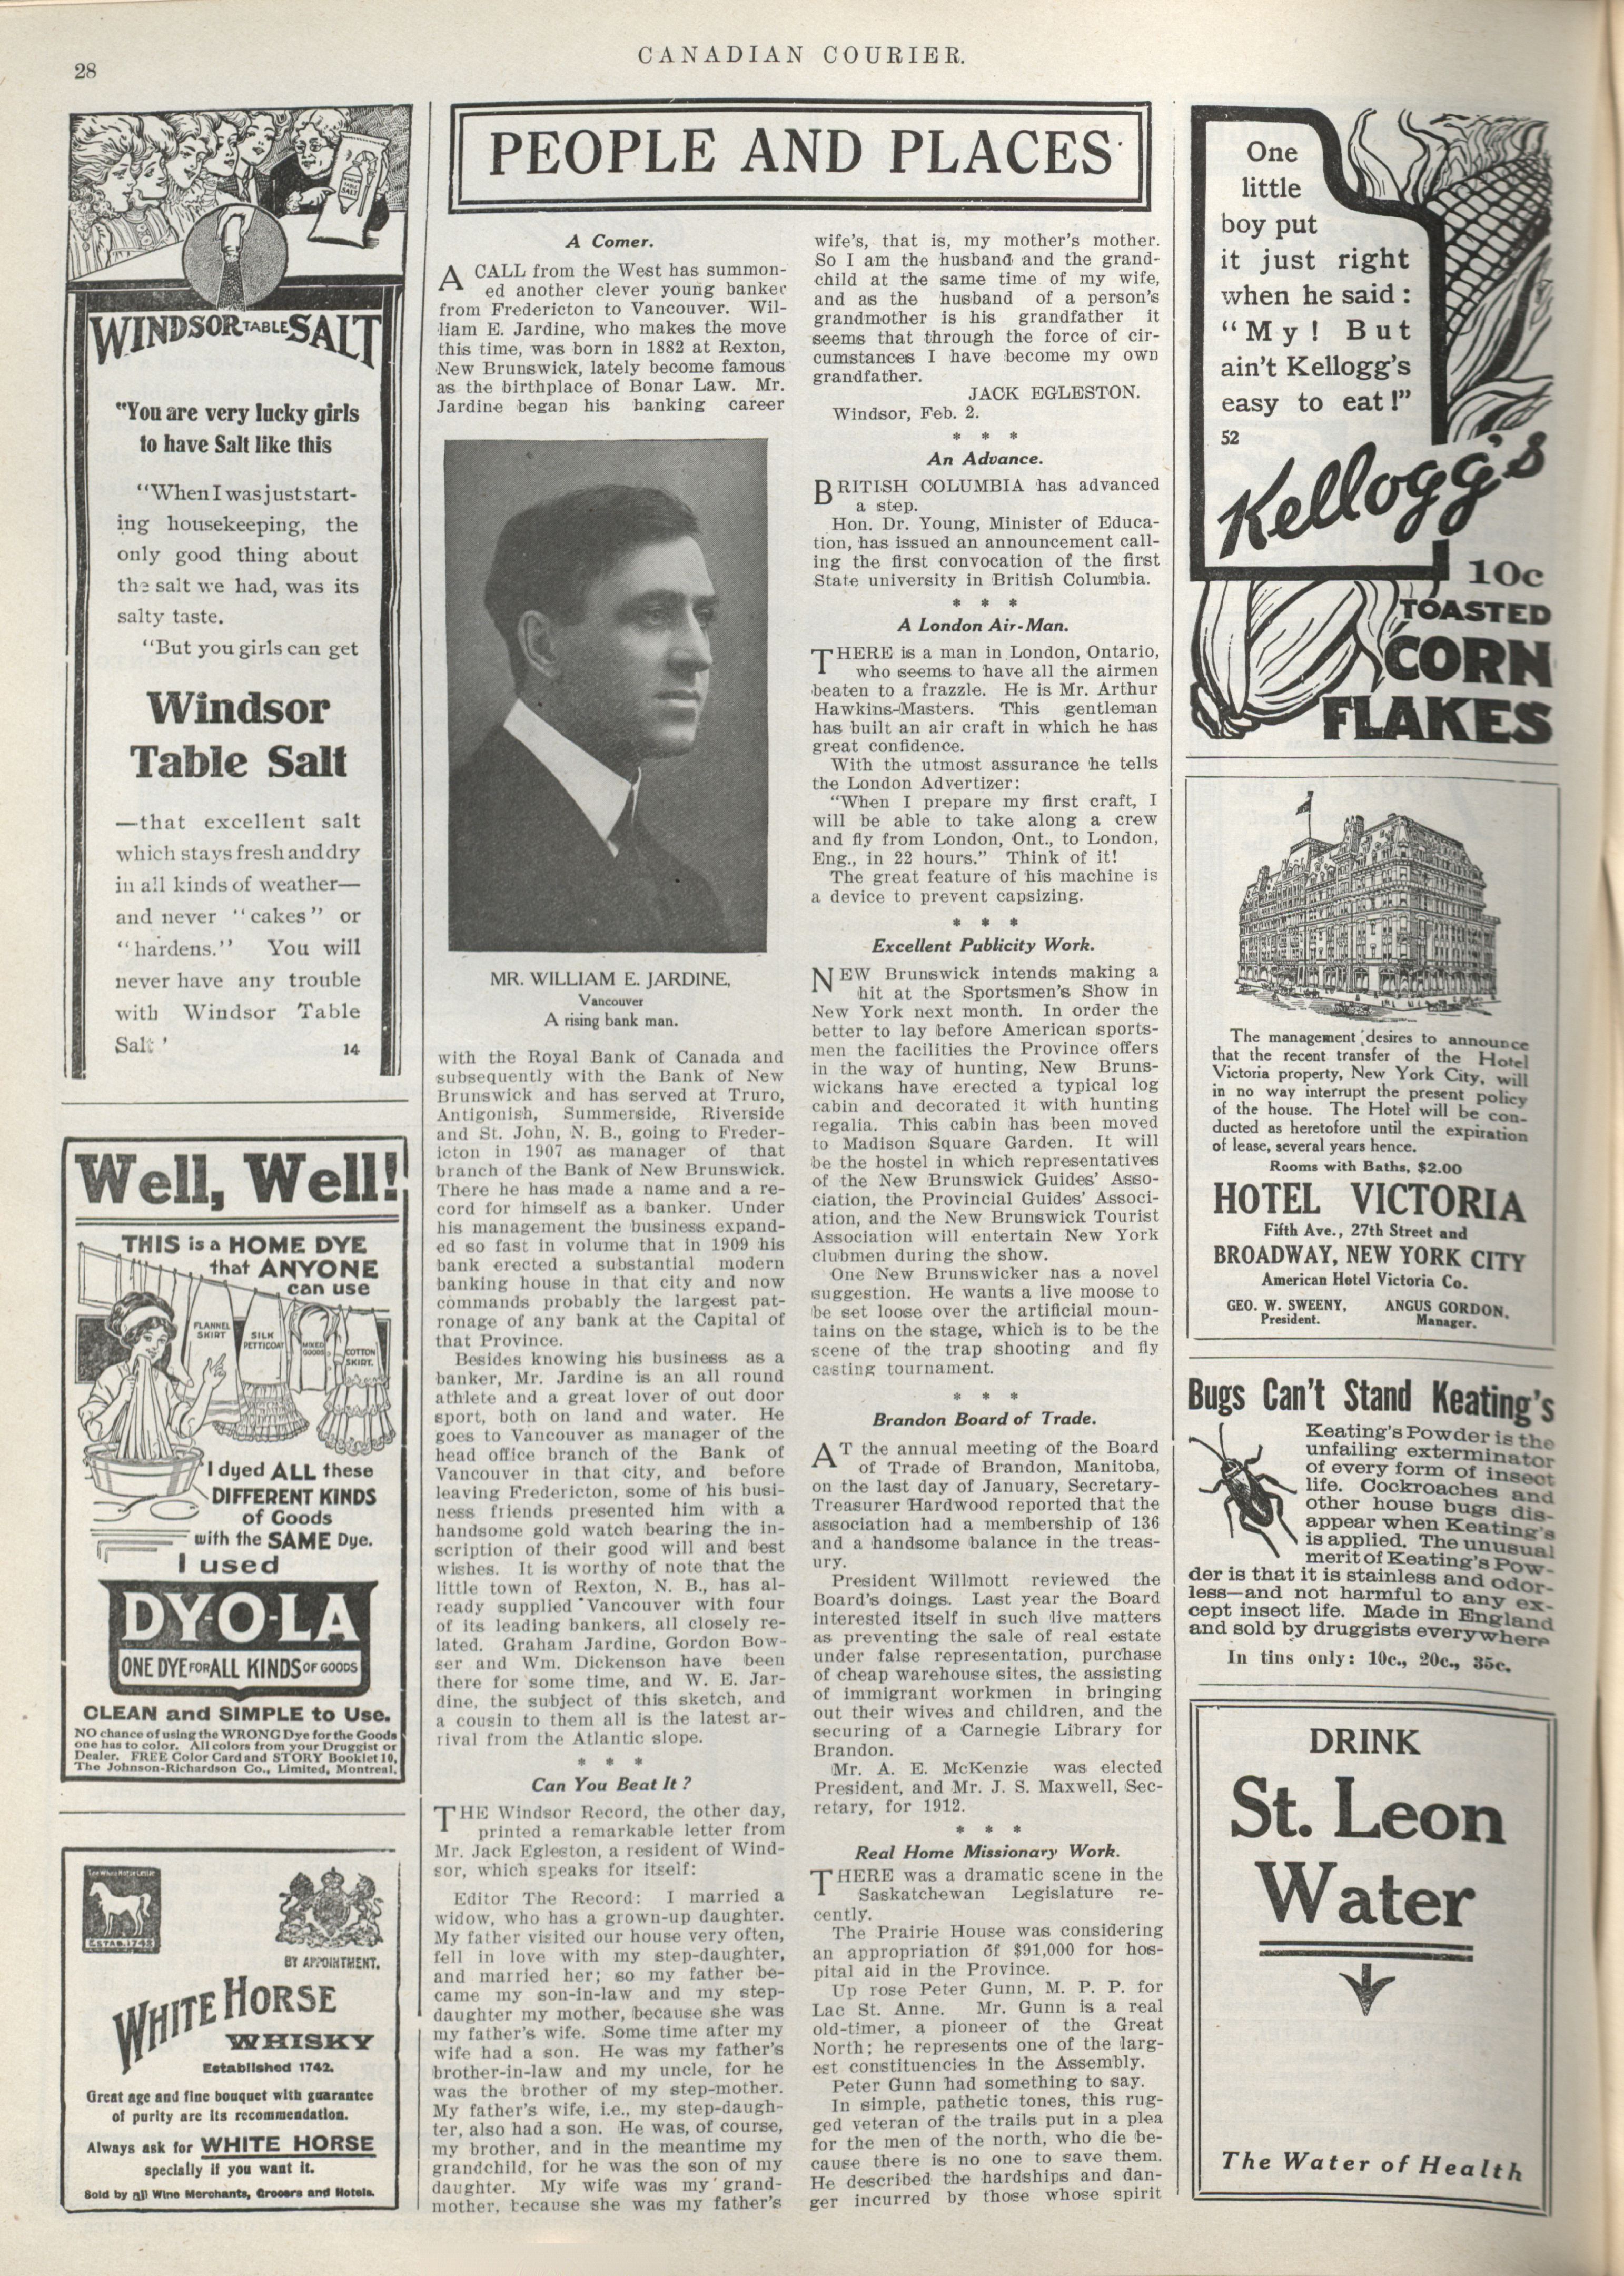 28
CANADIAN COURIER.
WINDSOR TABLE SALT
"You are very lucky girls
to have Salt like this
"When I was just start-
ing housekeeping, the
only good thing about
the salt we had, was its
salty taste.
"But you girls can get
Windsor
Table Salt
—that excellent salt
which stays fresh and dry
in all kinds of weather—
and never "cakes" or
"hardens." You will
never have any trouble
with Windsor Table
Salt '
14
Well, Well!
THIS is a HOME DYE
that ANYONE
can use
FLANNEL
SKIRT
SILK
PETTICOAT
MIXED
GOODS
COTTON
SKIRT.
I dyed ALL these
DIFFERENT KINDS
of Goods
with the SAME Dye.
I used
DY-O-LA
ONE DYE FOR ALL KINDS OF GOODS
CLEAN and SIMPLE to Use.
NO chance of using the WRONG Dye for the Goods
one has to color. All colors from your Druggist or
Dealer. FREE Color Card and STORY Booklet 10,
The Johnson-Richardson Co., Limited, Montreal.
ESTAB. 1742
BY APPOINTMENT.
WHITE HORSE
WHISKY
Established 1742.
Great age and fine bouquet with guarantee
of purity are its recommendation.
Always ask for WHITE HORSE
specially if you want it.
Sold by all Wine Merchants, Grocers and Hotels.
PEOPLE AND PLACES
A Comer.
A CALL from the West has summon-
ed another clever young banker
from Fredericton to Vancouver. Wil-
liam E. Jardine, who makes the move
this time, was born in 1882 at Rexton,
New Brunswick, lately become famous
as the birthplace of Bonar Law. Mr.
Jardine began his banking career
MR. WILLIAM E. JARDINE,
Vancouver
A rising bank man.
with the Royal Bank of Canada and
subsequently with the Bank of New
Brunswick and has served at Truro,
Antigonish, Summerside, Riverside
and St. John, N. B., going to Freder-
icton in 1907 as manager of that
branch of the Bank of New Brunswick.
There he has made a name and a re-
cord for himself as a banker. Under
his management the business expand-
ed so fast in volume that in 1909 his
bank erected a substantial modern
banking house in that city and now
commands probably the largest pat-
ronage of any bank at the Capital of
that Province.
Besides knowing his business as a
banker, Mr. Jardine is an all round
athlete and a great lover of out door
sport, both on land and water. He
goes to Vancouver as manager of the
head office branch of the Bank of
Vancouver in that city, and before
leaving Fredericton, some of his busi-
ness friends presented him with a
handsome gold watch bearing the in-
scription of their good will and best
wishes. It is worthy of note that the
little town of Rexton, N. B., has al-
ready supplied Vancouver with four
of its leading bankers, all closely re-
lated. Graham Jardine, Gordon Bow-
ser and Wm. Dickenson have been
there for some time, and W. E. Jar-
dine, the subject of this sketch, and
a cousin to them all is the latest ar-
rival from the Atlantic slope.
* * *
Can You Beat It?
THE Windsor Record, the other day,
printed a remarkable letter from
Mr. Jack Egleston, a resident of Wind-
sor, which speaks for itself:
Editor The Record: I married a
widow, who has a grown-up daughter.
My father visited our house very often,
fell in love with my step-daughter,
and married her; so my father be-
came my son-in-law and my step-
daughter my mother, because she was
my father's wife. Some time after my
wife had a son. He was my father's
brother-in-law and my uncle, for he
was the brother of my step-mother.
My father's wife, i.e., my step-daugh-
ter, also had a son. He was, of course,
my brother, and in the meantime my
grandchild, for he was the son of my
daughter. My wife was my grand-
mother, because she was my father's
wife's, that is, my mother's mother.
So I am the husband and the grand-
child at the same time of my wife,
and as the husband of a person's
grandmother is his grandfather it
seems that through the force of cir-
cumstances I have become my own
grandfather.
JACK EGLESTON.
Windsor, Feb. 2.
* * *
An Advance.
BRITISH COLUMBIA has advanced
a step.
Hon. Dr. Young, Minister of Educa-
tion, has issued an announcement call-
ing the first convocation of the first
State university in British Columbia.
* * *
A London Air-Man.
THERE is a man in London, Ontario,
who seems to have all the airmen
beaten to a frazzle. He is Mr. Arthur
Hawkins-Masters. This gentleman
has built an air craft in which he has
great confidence.
With the utmost assurance he tells
the London Advertizer:
"When I prepare my first craft, I
will be able to take along a crew
and fly from London, Ont., to London,
Eng., in 22 hours." Think of it!
The great feature of his machine is
a device to prevent capsizing.
* * *
Excellent Publicity Work.
NEW Brunswick intends making a
hit at the Sportsmen's Show in
New York next month. In order the
better to lay before American sports-
men the facilities the Province offers
in the way of hunting, New Bruns-
wickans have erected a typical log
cabin and decorated it with hunting
regalia. This cabin has been moved
to Madison Square Garden. It will
be the hostel in which representatives
of the New Brunswick Guides' Asso-
ciation, the Provincial Guides' Associ-
ation, and the New Brunswick Tourist
Association will entertain New York
clubmen during the show.
One New Brunswicker has a novel
suggestion. He wants a live moose to
be set loose over the artificial moun-
tains on the stage, which is to be the
scene of the trap shooting and fly
casting tournament.
* * *
Brandon Board of Trade.
AT the annual meeting of the Board
of Trade of Brandon, Manitoba,
on the last day of January, Secretary-
Treasurer Hardwood reported that the
association had a membership of 136
and a handsome balance in the treas-
ury.
President Willmott reviewed the
Board's doings. Last year the Board
interested itself in such live matters
as preventing the sale of real estate
under false representation, purchase
of cheap warehouse sites, the assisting
of immigrant workmen in bringing
out their wives and children, and the
securing of a Carnegie Library for
Brandon.
Mr. A. E. McKenzie was elected
President, and Mr. J. S. Maxwell, Sec-
retary, for 1912.
* * *
Real Home Missionary Work.
THERE was a dramatic scene in the
Saskatchewan Legislature re-
cently.
The Prairie House was considering
an appropriation of $91,000 for hos-
pital aid in the Province.
Up rose Peter Gunn, M. P. P. for
Lac St. Anne. Mr. Gunn is a real
old-timer, a pioneer of the Great
North; he represents one of the larg-
est constituencies in the Assembly.
Peter Gunn had something to say.
In simple, pathetic tones, this rug-
ged veteran of the trails put in a plea
for the men of the north, who die be-
cause there is no one to save them.
He described the hardships and dan-
ger incurred by those whose spirit
One
little
boy put
it just right
when he said:
"My! But
ain't Kellogg's
easy to eat!"
52
Kellogg's
10c
TOASTED
CORN
FLAKES
The management desires to announce
that the recent transfer of the Hotel
Victoria property, New York City, will
in no way interrupt the present policy
of the house. The Hotel will be con-
ducted as heretofore until the expiration
of lease, several years hence.
Rooms with Baths, $2.00
HOTEL VICTORIA
Fifth Ave., 27th Street and
BROADWAY, NEW YORK CITY
American Hotel Victoria Co.
GEO. W. SWEENY, ANGUS GORDON,
President. Manager.
Bugs Can't Stand Keating's
Keating's Powder is the
unfailing exterminator
of every form of insect
life. Cockroaches and
other house bugs dis-
appear when Keating's
is applied. The unusual
merit of Keating's Pow-
der is that it is stainless and odor-
less—and not harmful to any ex-
cept insect life. Made in England
and sold by druggists everywhere
In tins only: 10c., 20c., 35c.
DRINK
St. Leon
Water
The Water of Health